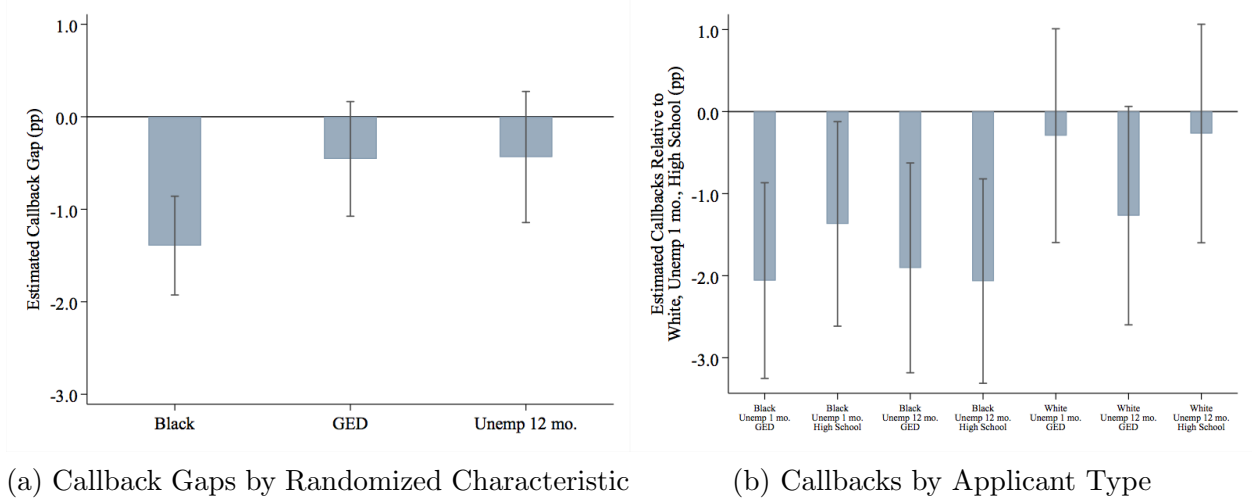 Estimated Callback Gap (pp)
1.0
0.0
-1.0
-2.0
-3.0
Black
GED
Unemp 12 mo.
(a) Callback Gaps by Randomized Characteristic
Estimated Callbacks Relative to
White, Unemp 1 mo., High School (pp)
1.0
0.0
-1.0
-2.0
-3.0
Black
Unemp 1 mo.
GED
Black
Unemp 1 mo.
High School
Black
Unemp 12 mo.
GED
Black
Unemp 12 mo.
High School
White
Unemp 1 mo.
GED
White
Unemp 12 mo.
GED
White
Unemp 12 mo.
High School
(b) Callbacks by Applicant Type